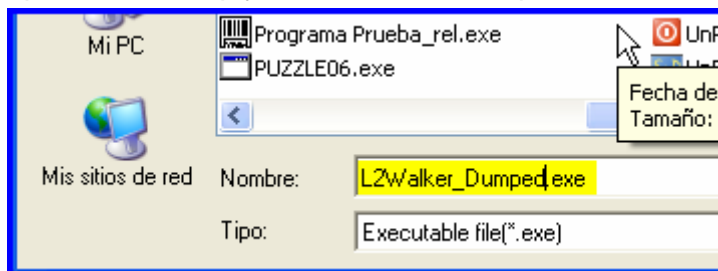 Mi PC
Programa Prueba_rel.exe
PUZZLE06.exe
Fecha de
Tamaño:
Mis sitios de red
Nombre:
L2Walker_Dumped.exe
Tipo:
Executable file(*.exe)